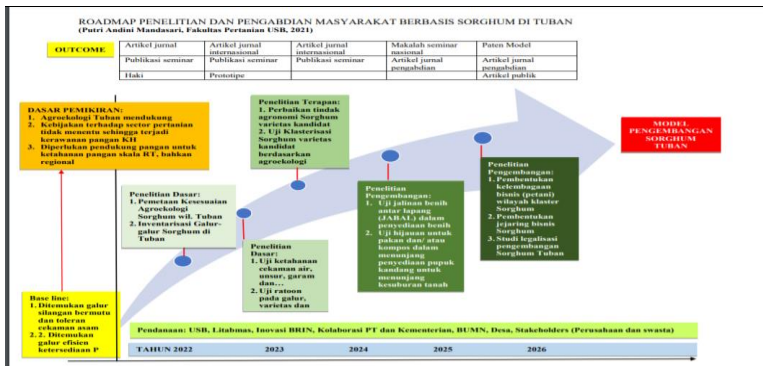 ROADMAP PENELITIAN DAN PENGABDIAN MASYARAKAT BERBASIS SORGHUM DI TUBAN
(Putri Andini Mandasari, Fakultas Pertanian USB, 2021)
OUTCOME
Artikel jurnal
Artikel jurnal
internasional
Artikel jurnal
internasional
Makalah seminar
nasional
Paten Model
Publikasi seminar
Publikasi seminar
Publikasi seminar
Artikel jurnal
pengabdian
Artikel jurnal
pengabdian
Haki
Prototipe
Artikel publik
DASAR PEMIKIRAN:
1. Agroekologi Tuban mendukung
2. Kebijakan terhadap sector pertanian
tidak menentu sehingga terjadi
kerawanan pangan KH
3. Diperlukan pendukung pangan untuk
ketahanan pangan skala RT, bahkan
regional
Penelitian Terapan:
1. Perbaikan tindak
agronomi Sorghum
varietas kandidat
2. Uji Klasterisasi
Sorghum varietas
kandidat
berdasarkan
agroekologi
MODEL
PENGEMBANGAN
SORGHUM
TUBAN
Penelitian Dasar:
1. Pemetaan Kesesuaian
Agroekologi
Sorghum wil. Tuban
2. Inventarisasi Galur-
galur Sorghum di
Tuban
Penelitian
Dasar:
1. Uji ketahanan
cekaman air,
unsur, garam
dan...
2. Uji ratoon
pada galur,
varietas dan
Penelitian
Pengembangan:
1. Uji jalinan benih
antar lapang
(JABAL) dalam
penyediaan benih
2. Uji hijauan untuk
pakan dan/ atau
kompos dalam
menunjang
penyediaan pupuk
kandang untuk
menunjang
kesuburan tanah
Penelitian
Pengembangan:
1. Pembentukan
kelembagaan
bisnis (petani)
wilayah klaster
Sorghum
2. Pembentukan
jejaring bisnis
Sorghum
3. Studi legalisasi
pengembangan
Sorghum Tuban
Base line:
1. Ditemukan galur
silangan bermutu
dan toleran
cekaman asam
2. 2. Ditemukan
galur efisien
ketersediaan P
Pendanaan: USB, Litabmas, Inovasi BRIN, Kolaborasi PT dan Kementerian, BUMN, Desa, Stakeholders (Perusahaan dan swasta)
TAHUN 2022 2023 2024 2025 2026